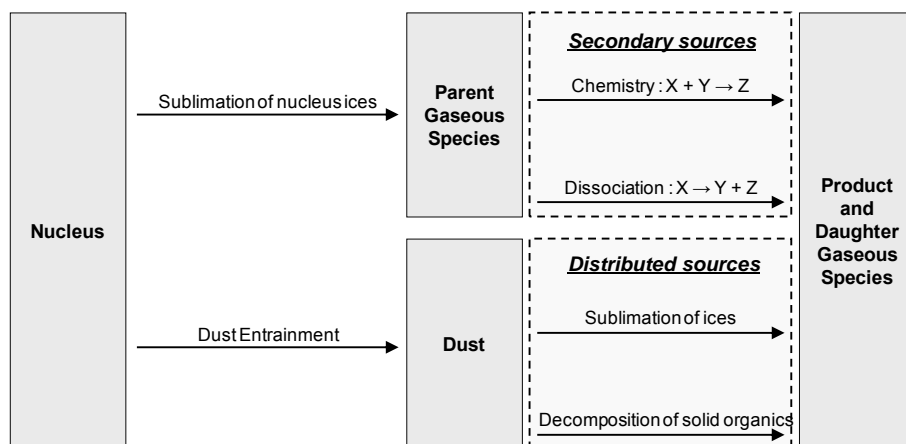 Nucleus
Sublimation of nucleus ices
Dust Entrainment
Parent
Gaseous
Species
Dust
Secondary sources
Chemistry : X + Y → Z
Dissociation : X → Y + Z
Distributed sources
Sublimation of ices
Decomposition of solid organics
Product
and
Daughter
Gaseous
Species